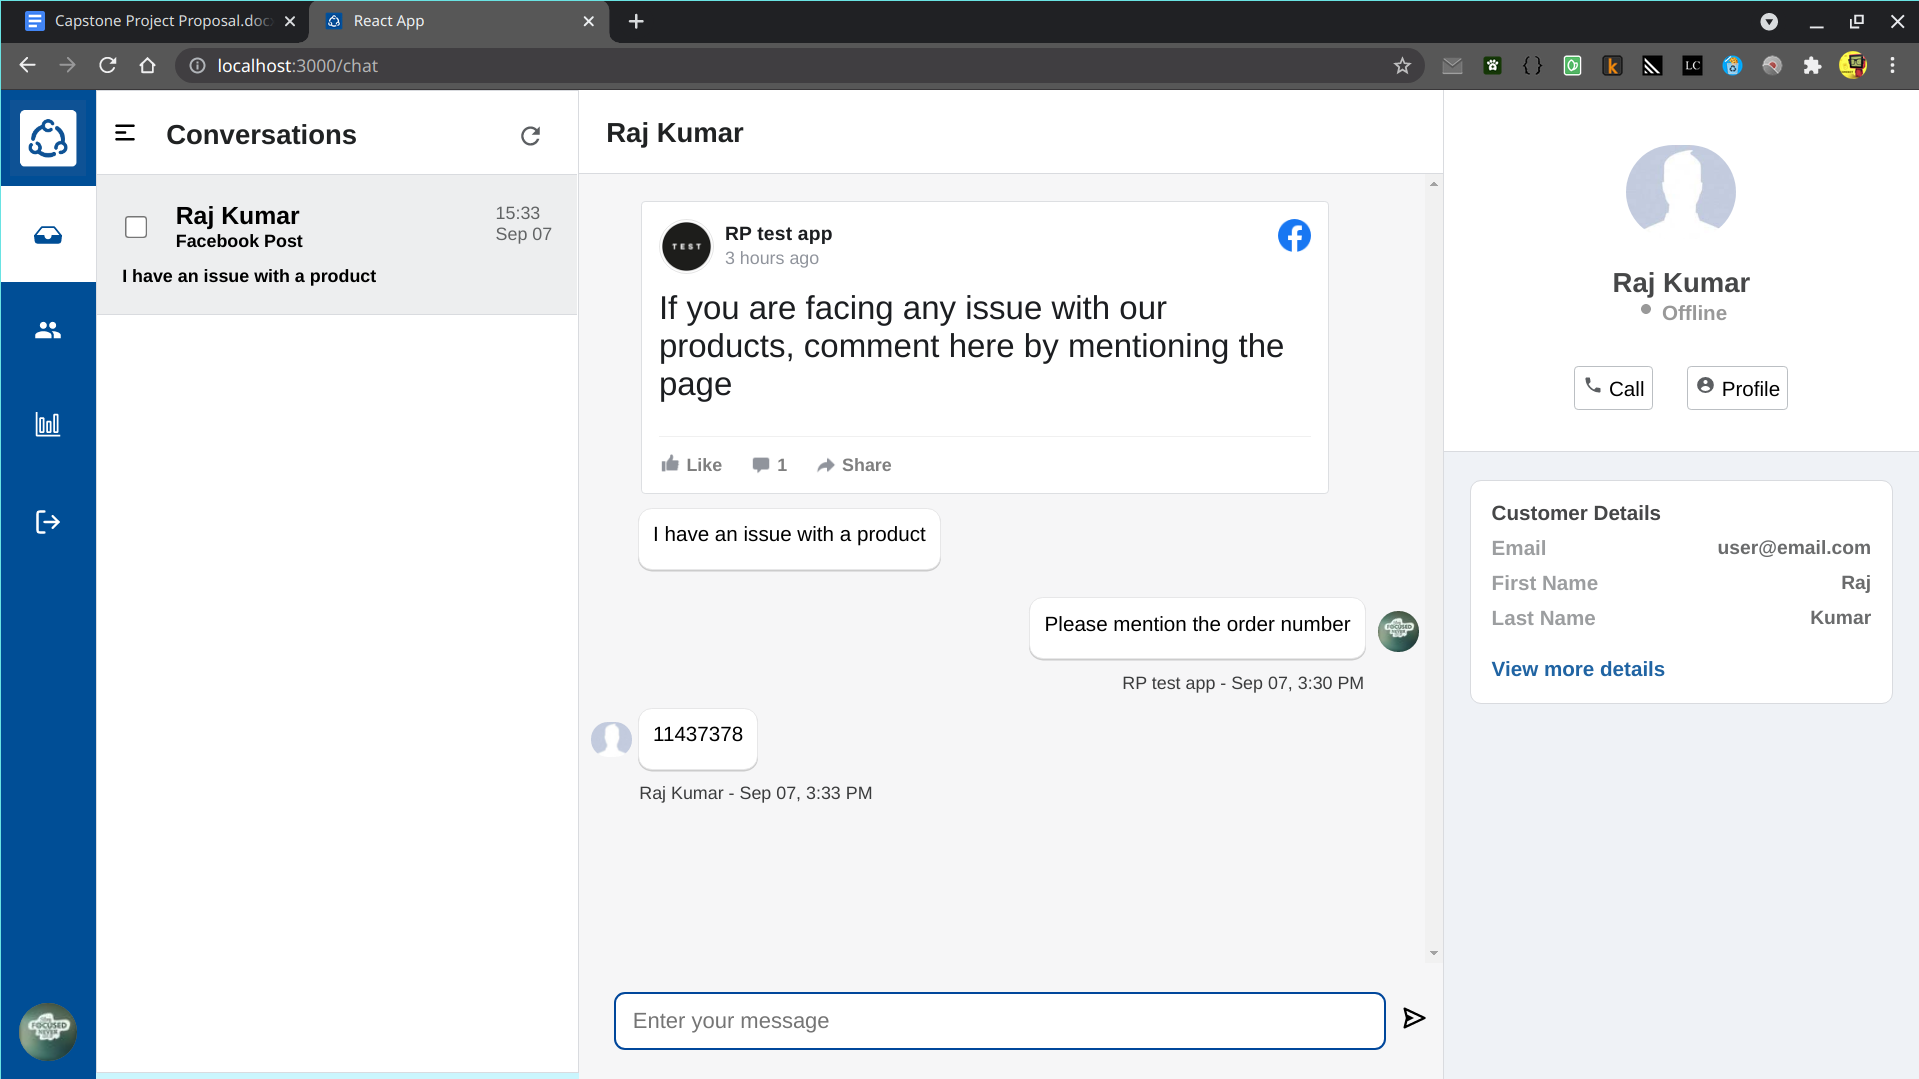 Capstone Project Proposal.doc
React App
localhost:3000/chat
LC
Conversations
Raj Kumar
15:33
Facebook Post
Sep 07
I have an issue with a product
Raj Kumar
TEST
RP test app
3 hours ago
If you are facing any issue with our
products, comment here by mentioning the
page
Like
1
Share
I have an issue with a product
Please mention the order number
RP test app - Sep 07, 3:30 PM
11437378
Raj Kumar - Sep 07, 3:33 PM
Enter your message
Raj Kumar
Offline
Call
Profile
Customer Details
Email user@email.com
First Name Raj
Last Name Kumar
View more details
FOCUSED